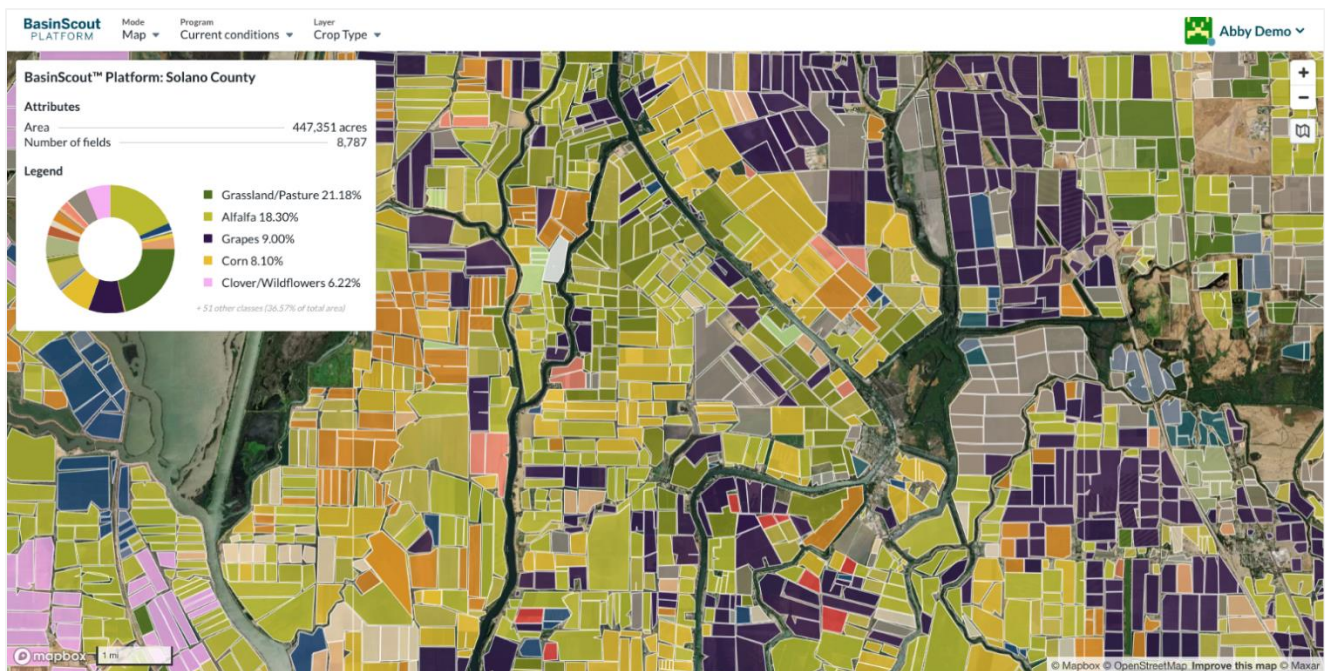 BasinScout
PLATFORM
Mode
Map
Program
Current conditions
Layer
Crop Type
Abby Demo
BasinScout™ Platform: Solano County
Attributes
Area 447,351 acres
Number of fields 8,787
Legend
Grassland/Pasture 21.18%
Alfalfa 18.30%
Grapes 9.00%
Corn 8.10%
Clover/Wildflowers 6.22%
+ 51 other classes (36.57% of total area)
+
−
mapbox
1 mi
© Mapbox © OpenStreetMap Improve this map © Maxar